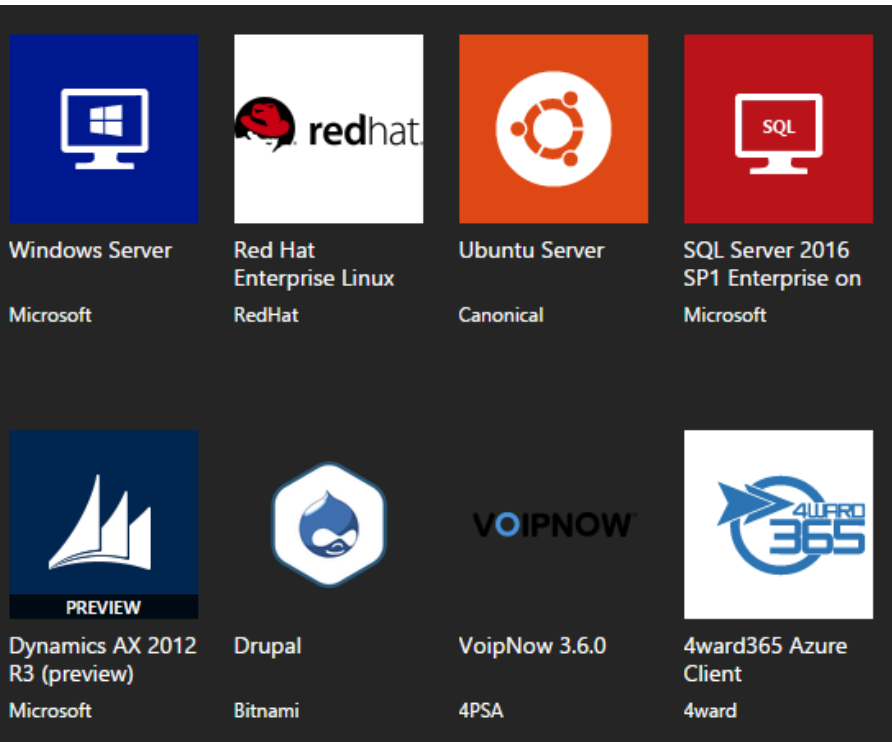 redhat.
SQL
Windows Server
Red Hat
Enterprise Linux
Ubuntu Server
SQL Server 2016
SP1 Enterprise on
Microsoft
RedHat
Canonical
Microsoft
VOIPNOW
4WARD
365
PREVIEW
Dynamics AX 2012
R3 (preview)
Drupal
VoipNow 3.6.0
4ward365 Azure
Client
Microsoft
Bitnami
4PSA
4ward